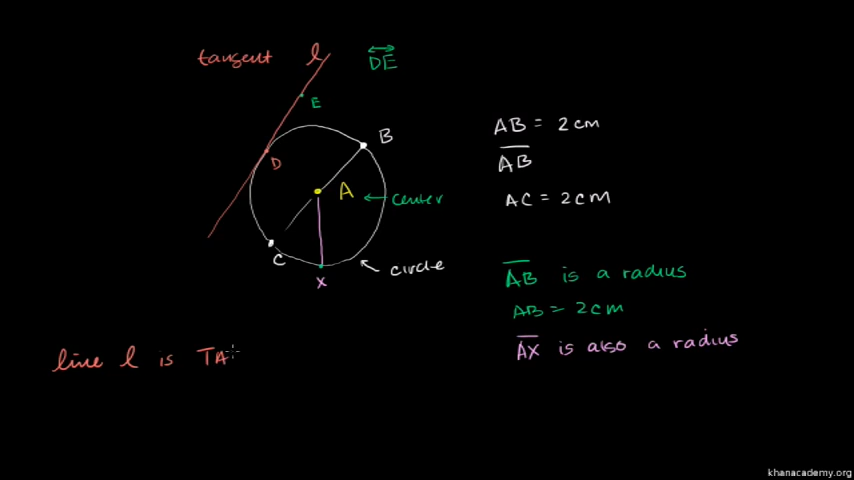 tangent l
DE
E
B
D
A
center
C
X
circle
AB = 2cm
AB
AC = 2cm
AB is a radius
AB = 2cm
AX is also a radius
line l is TA
khanacademy.org